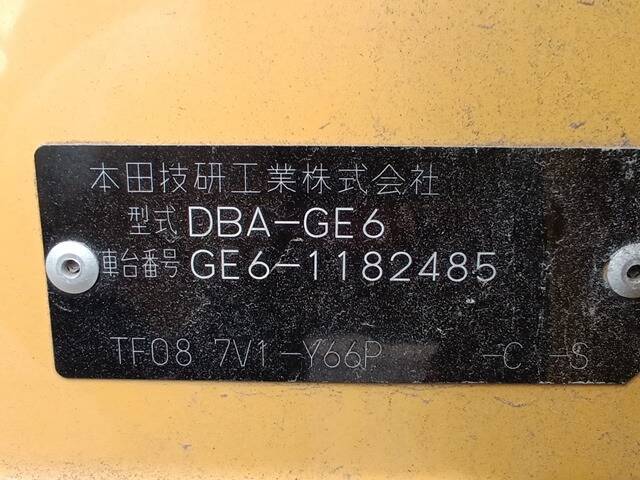 本田技研工業株式会社
型式 DBA-GE6
車台番号 GE6-1182485
TF08 7V1 -Y66P -C -S